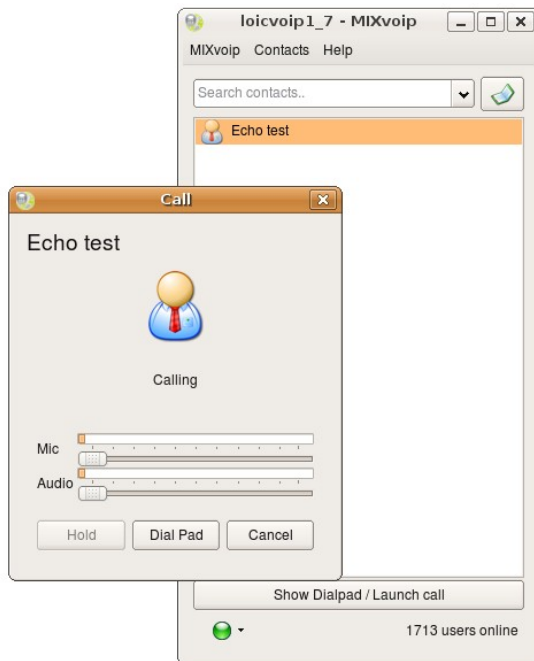 loicvoip1_7 - MIXvoip
MIXvoip Contacts Help
Search contacts..
Echo test
Call
Echo test
Calling
Mic
Audio
Hold Dial Pad Cancel
Show Dialpad / Launch call
1713 users online